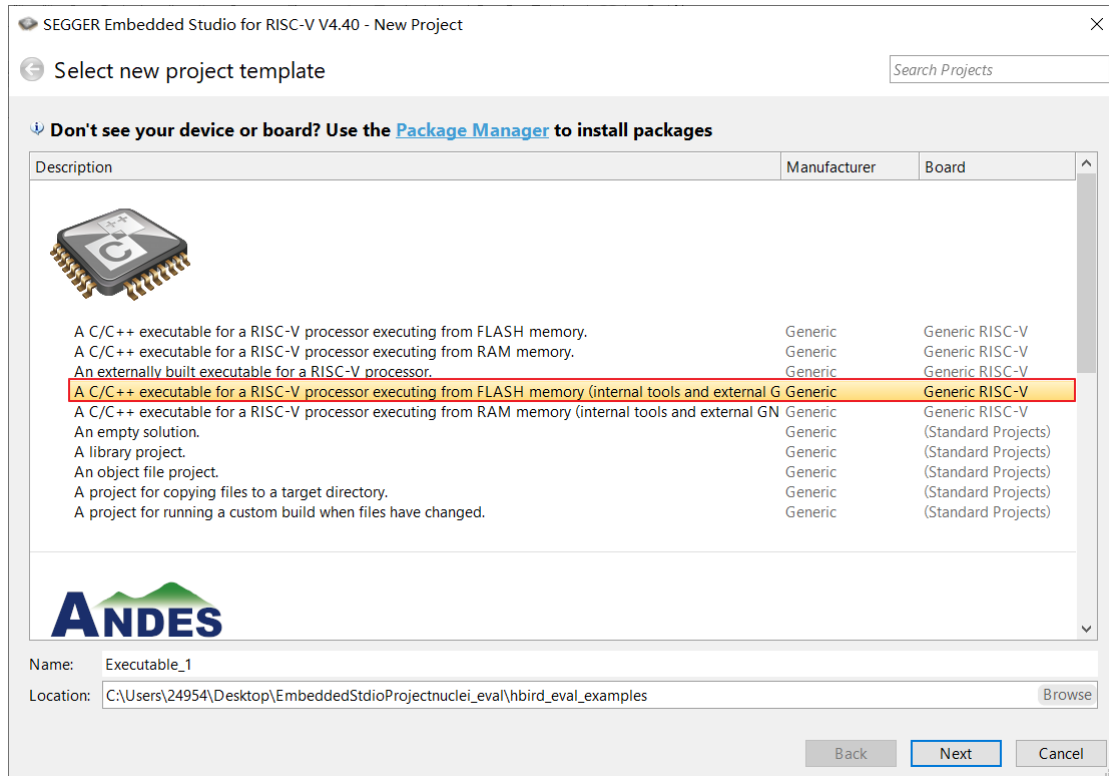 SEGGER Embedded Studio for RISC-V V4.40 - New Project
Select new project template
Search Projects
Don't see your device or board? Use the Package Manager to install packages
Description Manufacturer Board
C
A C/C++ executable for a RISC-V processor executing from FLASH memory. Generic Generic RISC-V
A C/C++ executable for a RISC-V processor executing from RAM memory. Generic Generic RISC-V
An externally built executable for a RISC-V processor. Generic Generic RISC-V
A C/C++ executable for a RISC-V processor executing from FLASH memory (internal tools and external G Generic Generic RISC-V
A C/C++ executable for a RISC-V processor executing from RAM memory (internal tools and external GN Generic Generic RISC-V
An empty solution. Generic (Standard Projects)
A library project. Generic (Standard Projects)
An object file project. Generic (Standard Projects)
A project for copying files to a target directory. Generic (Standard Projects)
A project for running a custom build when files have changed. Generic (Standard Projects)
ANDES
Name: Executable_1
Location: C:\Users\24954\Desktop\EmbeddedStdioProjectnuclei_eval\hbird_eval_examples Browse
Back Next Cancel